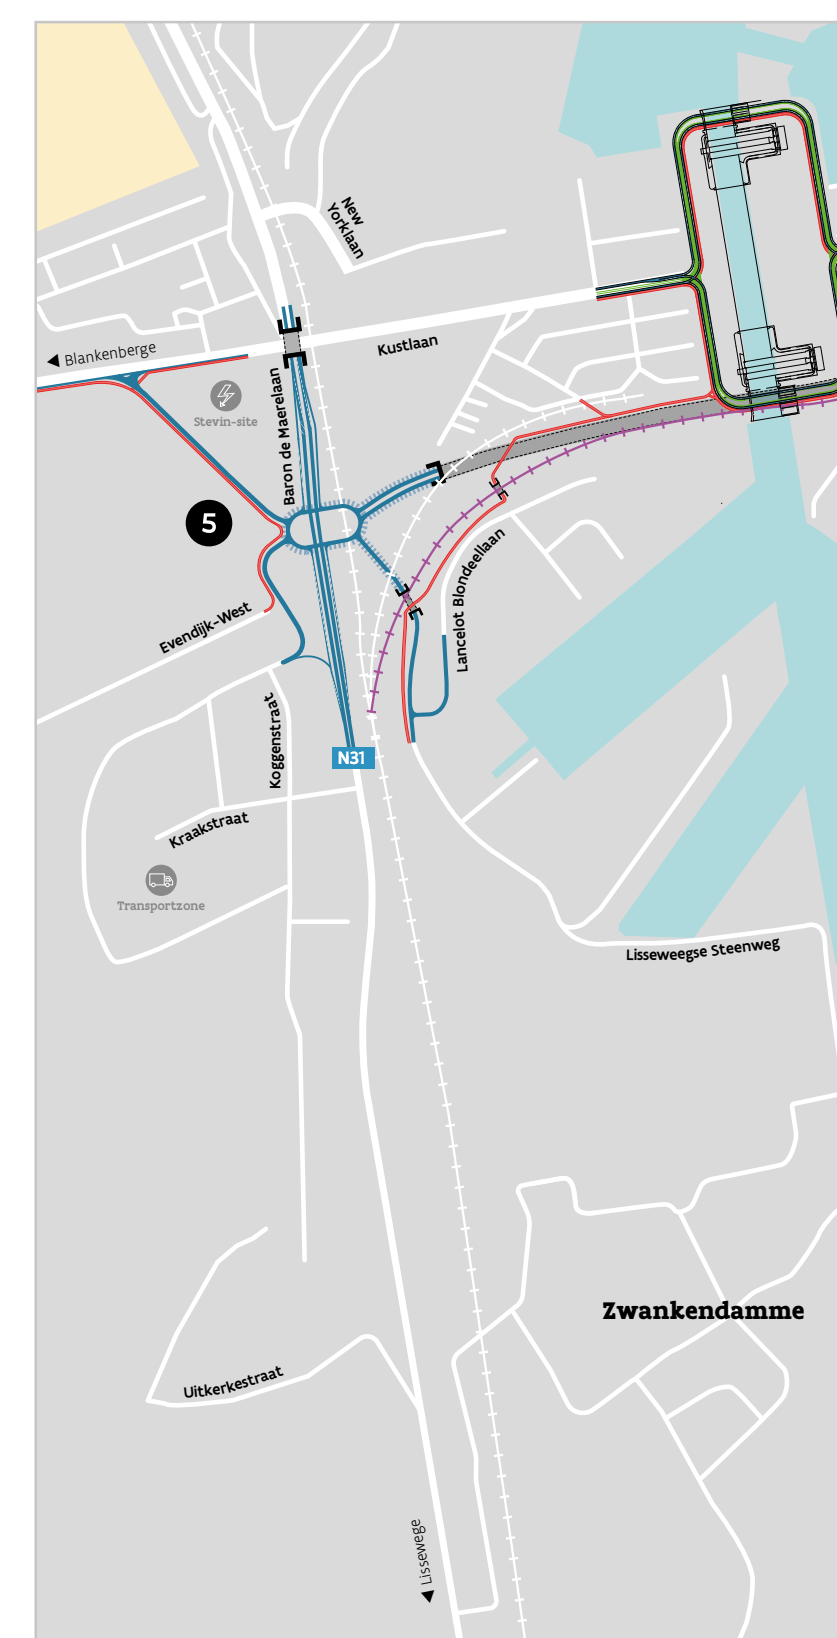 New
Yorklaan
Kustlaan
◀ Blankenberge
Baron de Maerelaan
Stevin-site
5
Lancelot Blondeellaan
Evendijk-West
Koggenstraat
N31
Kraakstraat
Transportzone
Lisseweegse Steenweg
Zwankendamme
Uitkerkestraat
◀ Lissewege